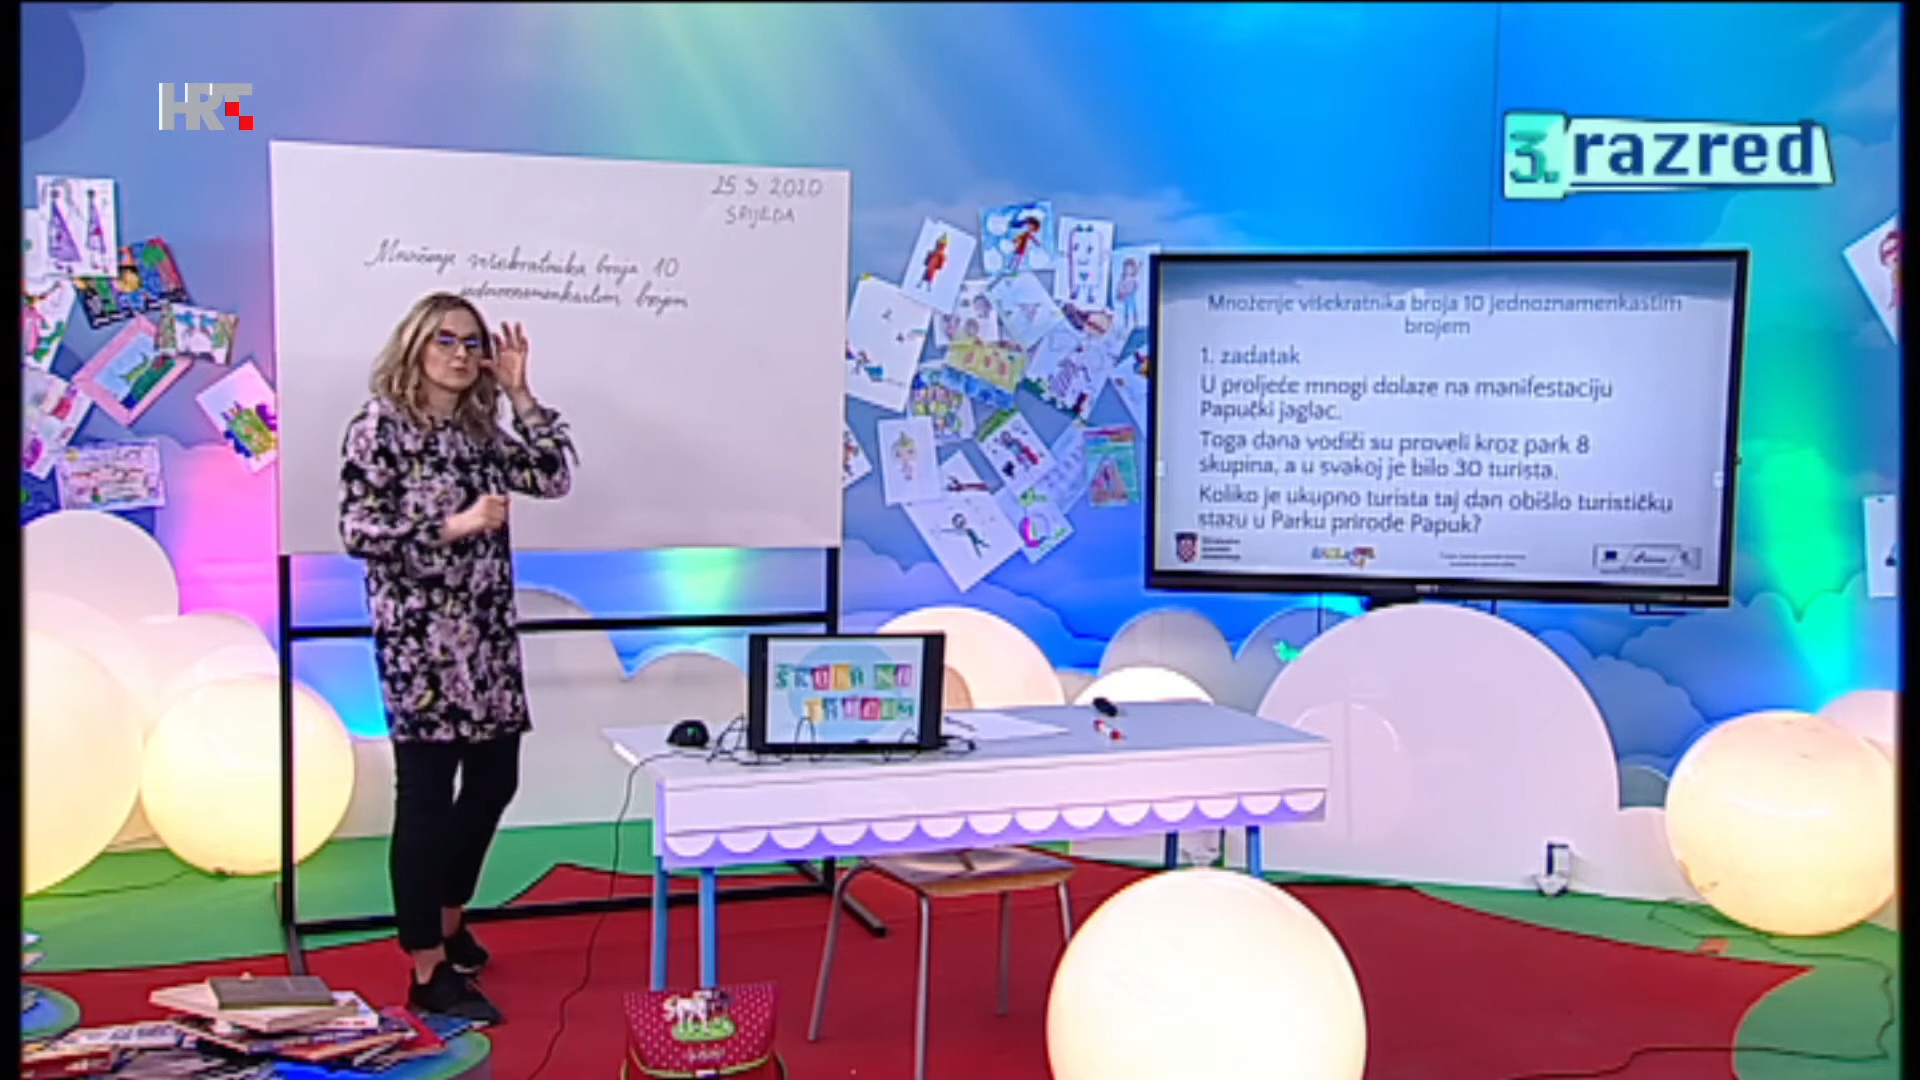 HRT
3. razred
25 3 2020
SRIJEDA
Množenje višekratnika broja 10
jednoznamenkastim brojem
Množenje višekratnika broja 10 jednoznamenkastim
brojem
1. zadatak
U proljeće mnogi dolaze na manifestaciju
Papučki jaglac.
Toga dana vodiči su proveli kroz park 8
skupina, a u svakoj je bilo 30 turista.
Koliko je ukupno turista taj dan obišlo turističku
stazu u Parku prirode Papuk?
ŠKOLA NA
TREĆEM